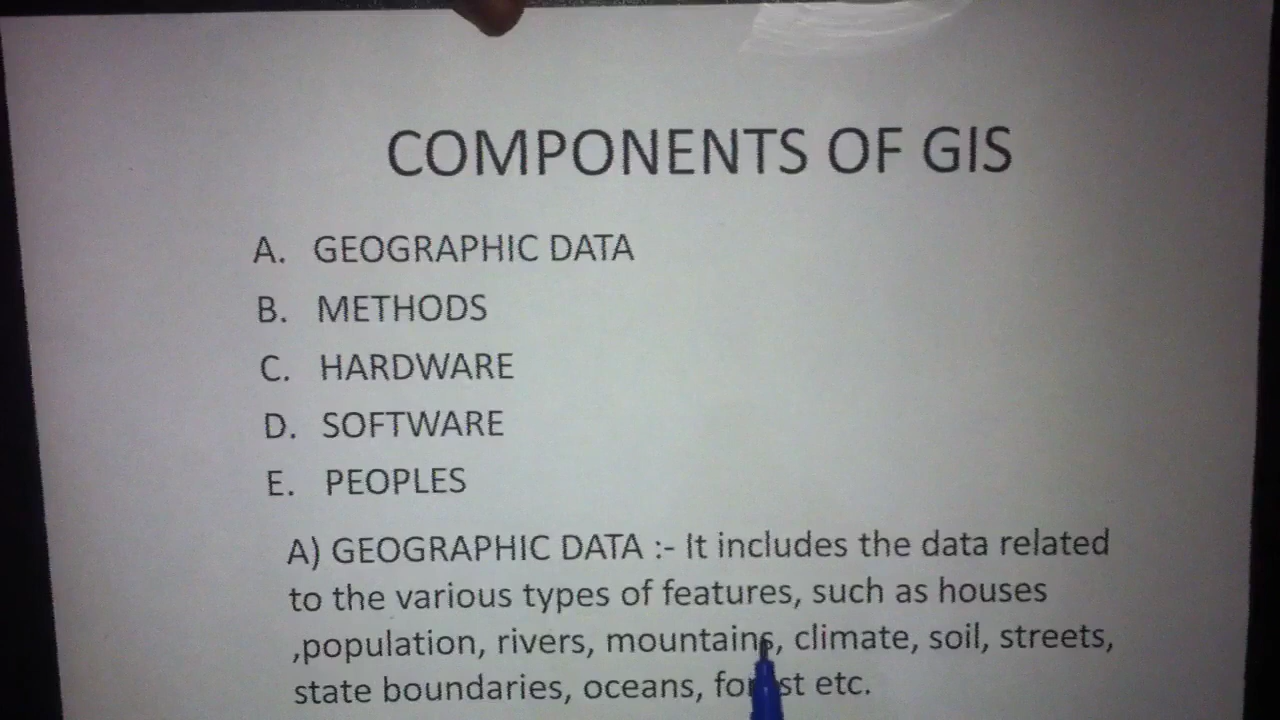 COMPONENTS OF GIS
A. GEOGRAPHIC DATA
B. METHODS
C. HARDWARE
D. SOFTWARE
E. PEOPLES
A) GEOGRAPHIC DATA :- It includes the data related
to the various types of features, such as houses
,population, rivers, mountains, climate, soil, streets,
state boundaries, oceans, forest etc.